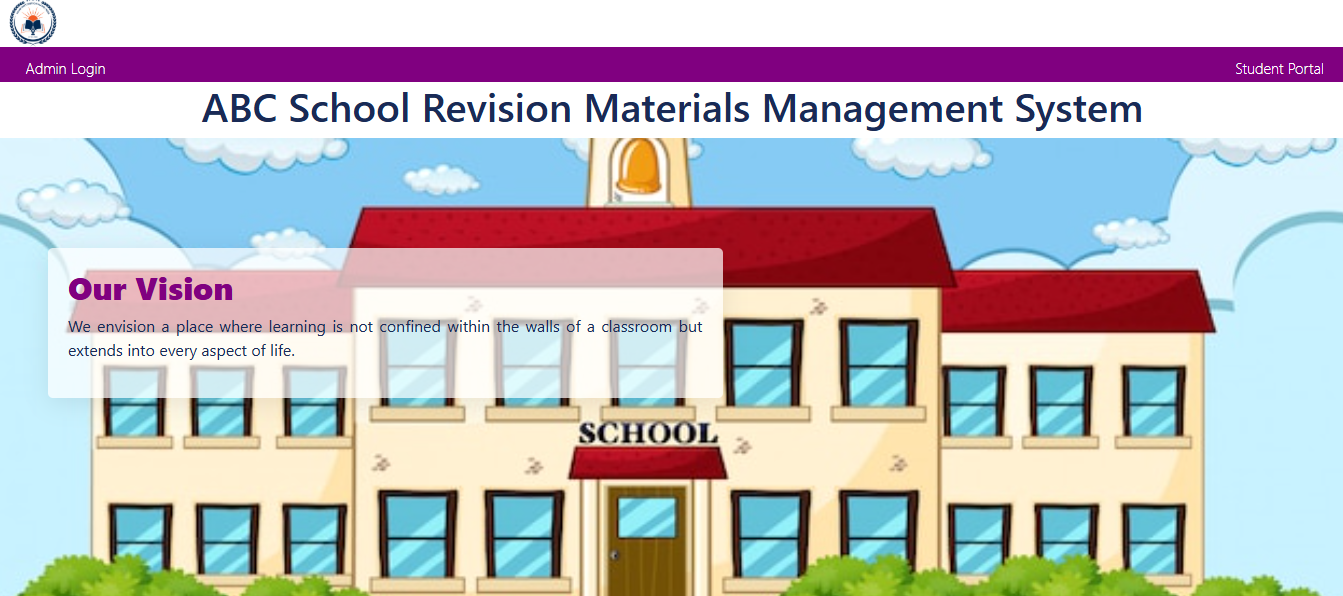 Admin Login
Student Portal
ABC School Revision Materials Management System
Our Vision
We envision a place where learning is not confined within the walls of a classroom but
extends into every aspect of life.
SCHOOL